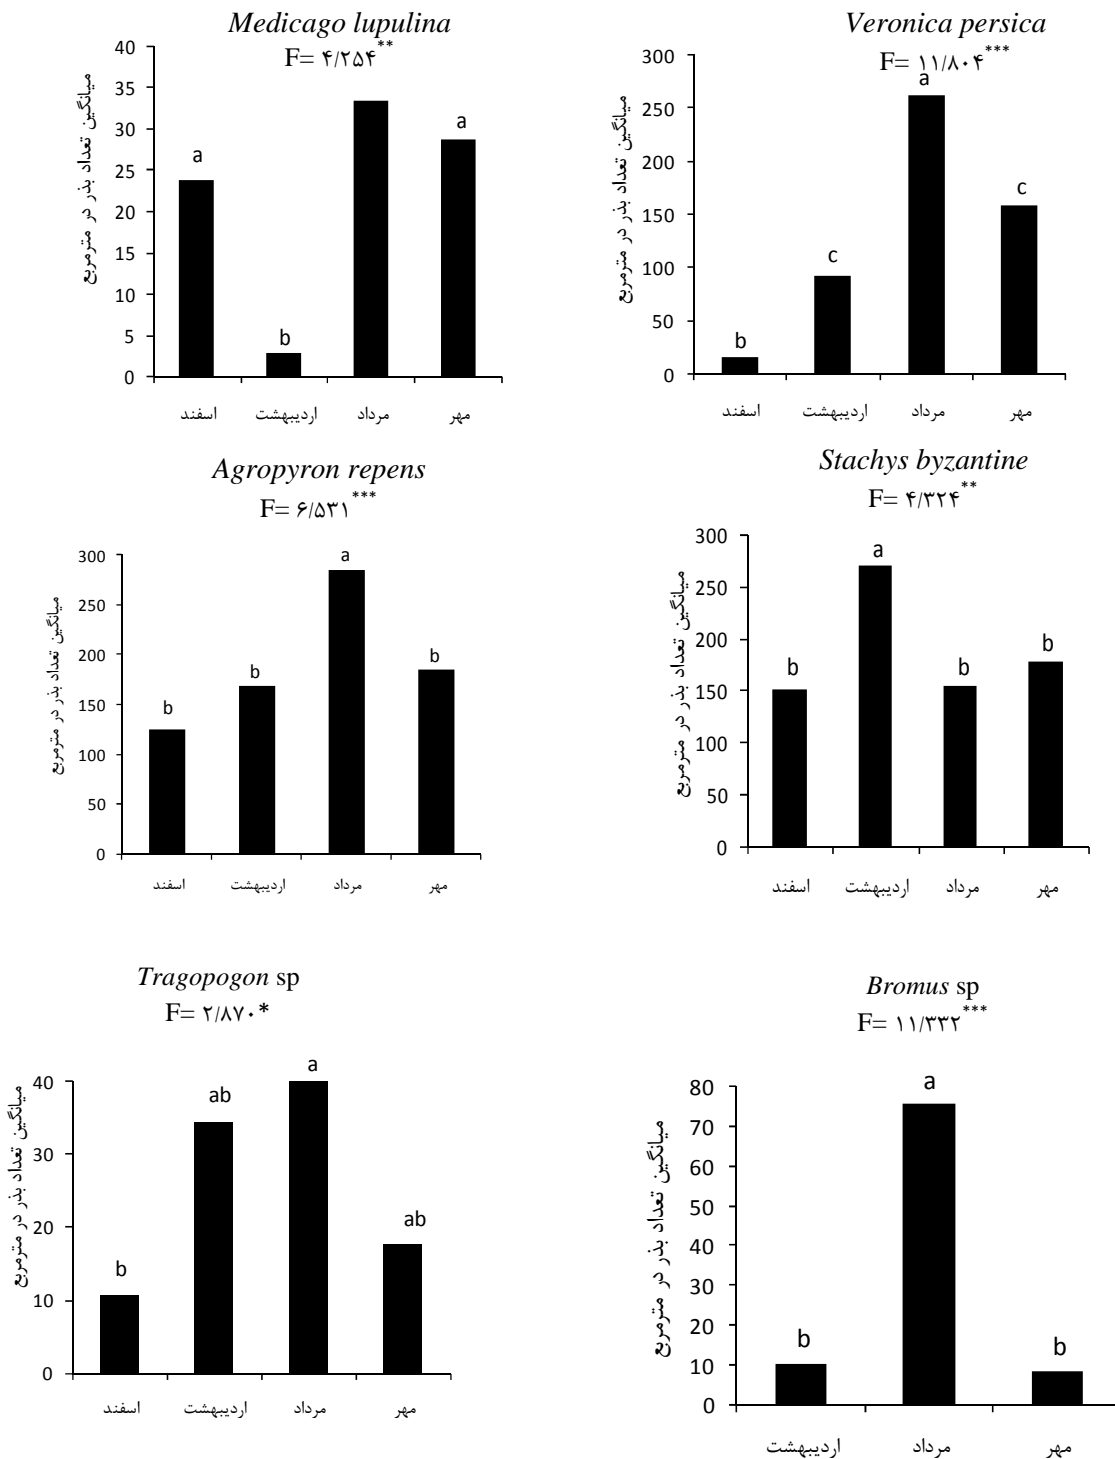 Medicago lupulina
F= ۴/۲۵۴**
میانگین تعداد بذر در مترمربع
40
35
30
25
20
15
10
5
0
a
b
a
اسفند
اردیبهشت
مرداد
مهر
Veronica persica
F= ۱۱/۸۰۴***
میانگین تعداد بذر در مترمربع
300
250
200
150
100
50
0
b
c
a
c
اسفند
اردیبهشت
مرداد
مهر
Agropyron repens
F= ۶/۵۳۱***
میانگین تعداد بذر در مترمربع
300
250
200
150
100
50
0
b
b
a
b
اسفند
اردیبهشت
مرداد
مهر
Stachys byzantine
F= ۴/۳۲۴**
میانگین تعداد بذر در مترمربع
300
250
200
150
100
50
0
b
a
b
b
اسفند
اردیبهشت
مرداد
مهر
Tragopogon sp
F= ۲/۸۷۰*
میانگین تعداد بذر در مترمربع
40
30
20
10
0
b
ab
a
ab
اسفند
اردیبهشت
مرداد
مهر
Bromus sp
F= ۱۱/۳۳۲***
میانگین تعداد بذر در مترمربع
80
70
60
50
40
30
20
10
0
b
a
b
اردیبهشت
مرداد
مهر